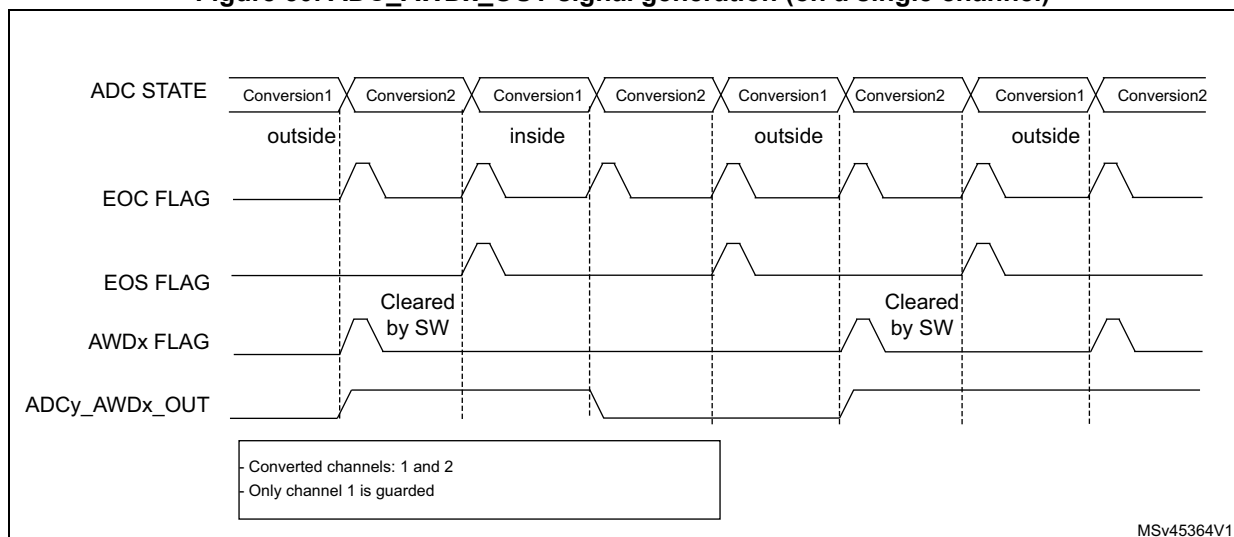 ADC STATE Conversion1 Conversion2 Conversion1 Conversion2 Conversion1 Conversion2 Conversion1 Conversion2
outside inside outside outside
EOC FLAG
EOS FLAG
Cleared Cleared
by SW by SW
AWDx FLAG
ADCy_AWDx_OUT
- Converted channels: 1 and 2
- Only channel 1 is guarded
MSv45364V1